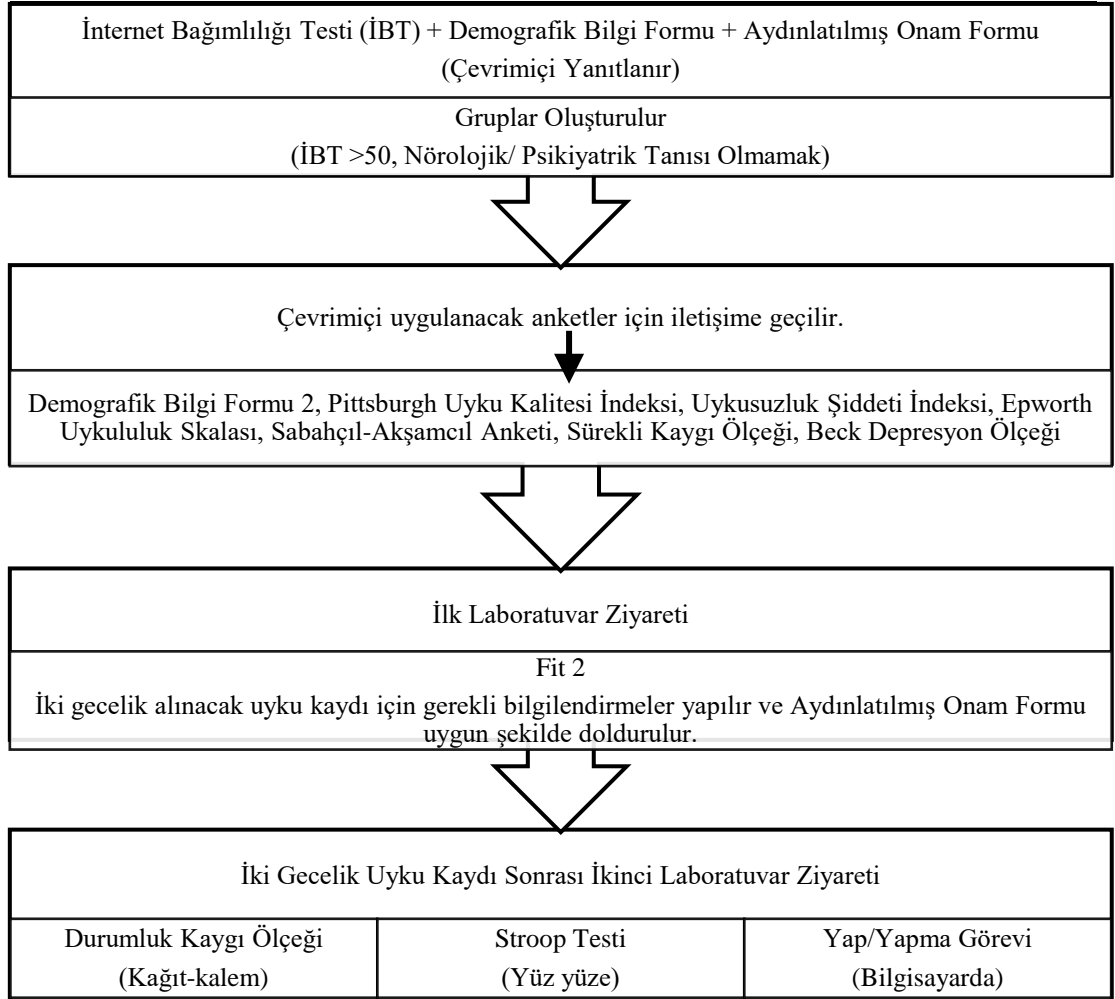 İnternet Bağımlılığı Testi (İBT) + Demografik Bilgi Formu + Aydınlatılmış Onam Formu
(Çevrimiçi Yanıtlanır)
Gruplar Oluşturulur
(İBT >50, Nörolojik/ Psikiyatrik Tanısı Olmamak)
Çevrimiçi uygulanacak anketler için iletişime geçilir.
Demografik Bilgi Formu 2, Pittsburgh Uyku Kalitesi İndeksi, Uykusuzluk Şiddeti İndeksi, Epworth
Uykululuk Skalası, Sabahçıl-Akşamcıl Anketi, Sürekli Kaygı Ölçeği, Beck Depresyon Ölçeği
İlk Laboratuvar Ziyareti
Fit 2
İki gecelik alınacak uyku kaydı için gerekli bilgilendirmeler yapılır ve Aydınlatılmış Onam Formu
uygun şekilde doldurulur.
İki Gecelik Uyku Kaydı Sonrası İkinci Laboratuvar Ziyareti
Durumluk Kaygı Ölçeği
(Kağıt-kalem)
Stroop Testi
(Yüz yüze)
Yap/Yapma Görevi
(Bilgisayarda)